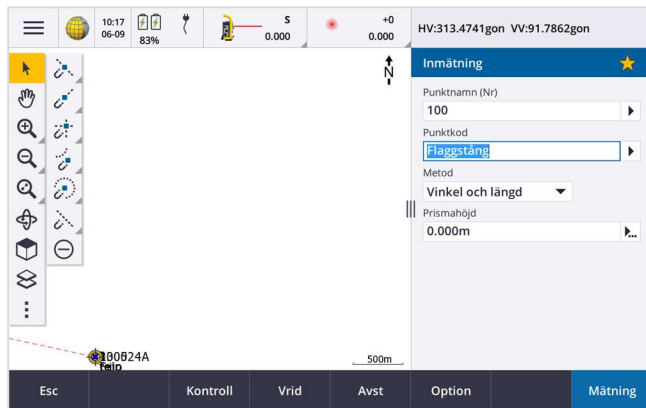 10:17
06-09
83%
S
0.000
+0
0.000
HV:313.4741gon VV:91.7862gon
N
Inmätning
Punktnamn (Nr)
100
Punktkod
Flaggstång
Metod
Vinkel och längd
Prismahöjd
0.000m
500m
Esc
Kontroll
Vrid
Avst
Option
Mätning